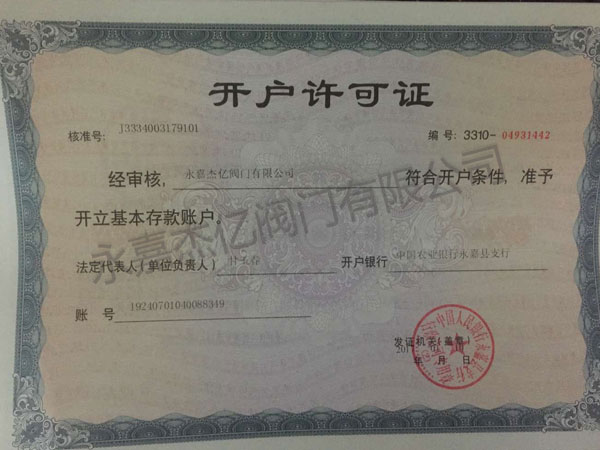 开户许可证
核准号: J3334003179101 编号: 3310-04931442
经审核, 永嘉杰亿阀门有限公司 符合开户条件, 准予
开立基本存款账户。
法定代表人(单位负责人) 开户银行 中国农业银行永嘉县支行
账号 19240701040088349
发证机关(盖章)
年 月 日
永嘉杰亿阀门有限公司